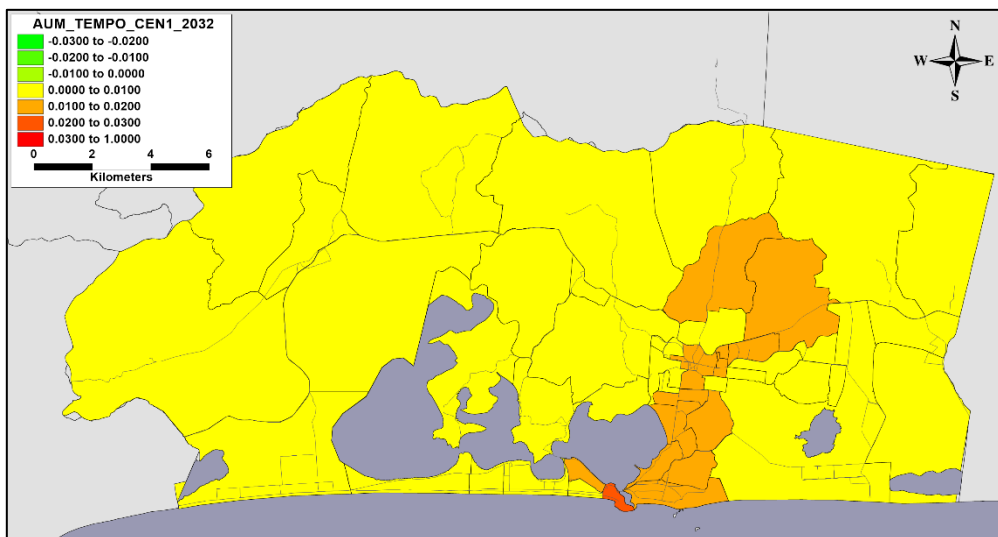 AUM_TEMPO_CEN1_2032
-0.0300 to -0.0200
-0.0200 to -0.0100
-0.0100 to 0.0000
0.0000 to 0.0100
0.0100 to 0.0200
0.0200 to 0.0300
0.0300 to 1.0000
0 2 4 6
Kilometers
N
W E
S